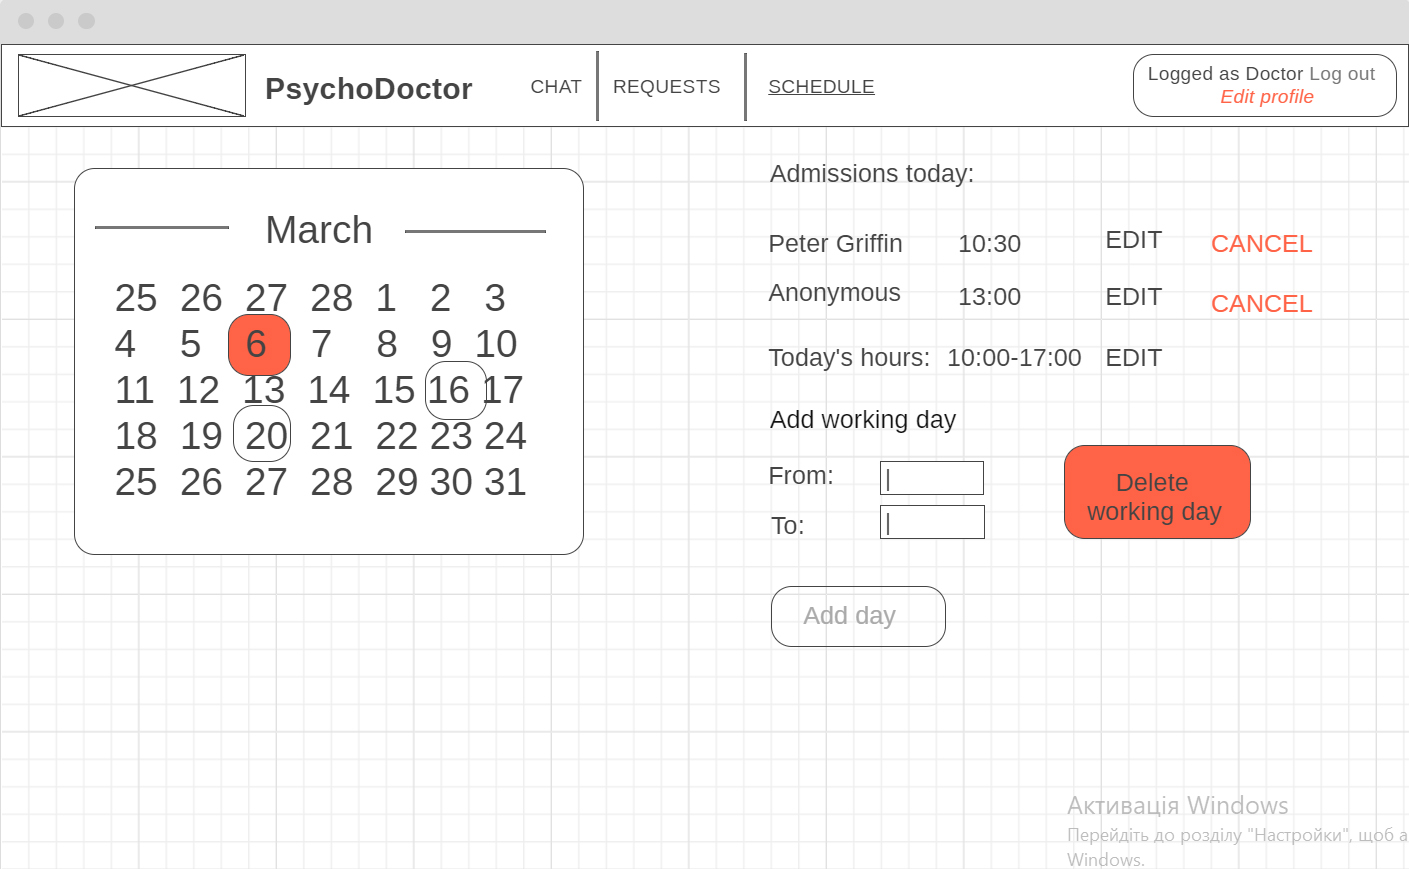 PsychoDoctor
CHAT
REQUESTS
SCHEDULE
Logged as Doctor Log out
Edit profile
March
25 26 27 28 1 2 3
4 5 6 7 8 9 10
11 12 13 14 15 16 17
18 19 20 21 22 23 24
25 26 27 28 29 30 31
Admissions today:
Peter Griffin 10:30 EDIT CANCEL
Anonymous 13:00 EDIT CANCEL
Today's hours: 10:00-17:00 EDIT
Add working day
From:
To:
Delete
working day
Add day
Активація Windows
Перейдіть до розділу "Настройки", щоб а
Windows.